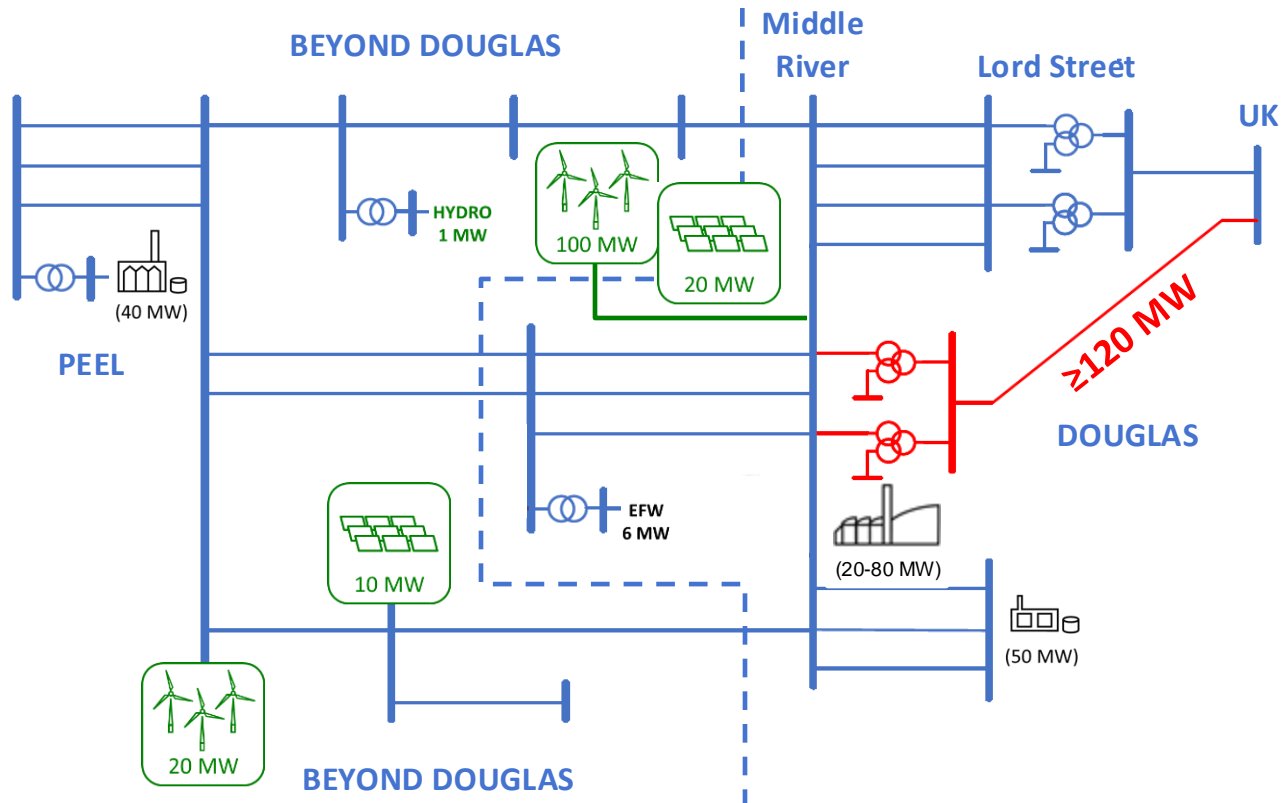 BEYOND DOUGLAS
Middle
River
Lord Street
UK
HYDRO
1 MW
100 MW
20 MW
(40 MW)
PEEL
≥120 MW
DOUGLAS
EFW
6 MW
10 MW
(20-80 MW)
(50 MW)
20 MW
BEYOND DOUGLAS